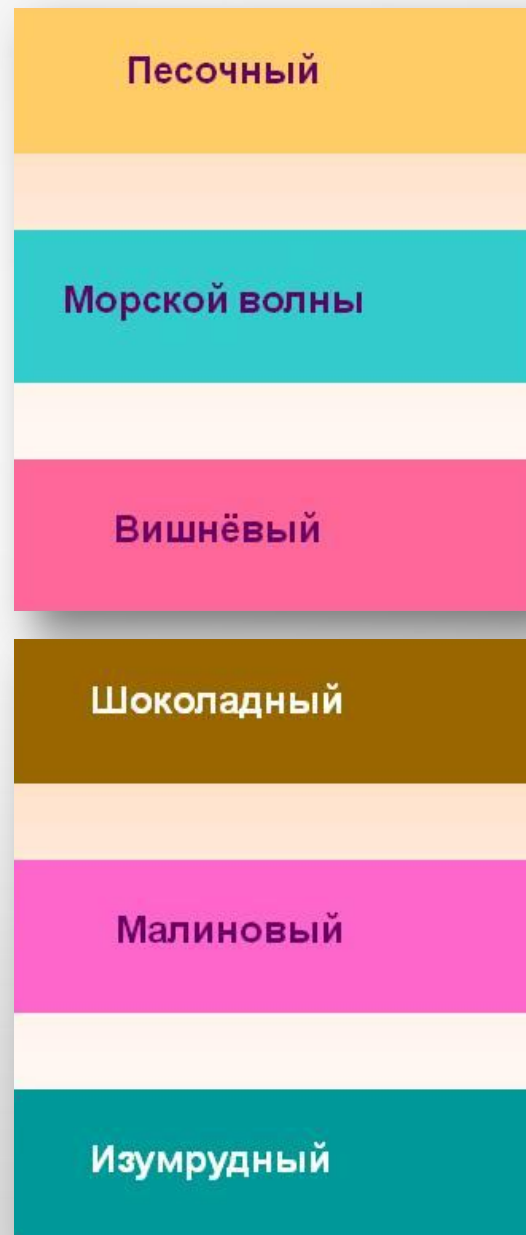 Песочный
Морской волны
Вишнёвый
Шоколадный
Малиновый
Изумрудный